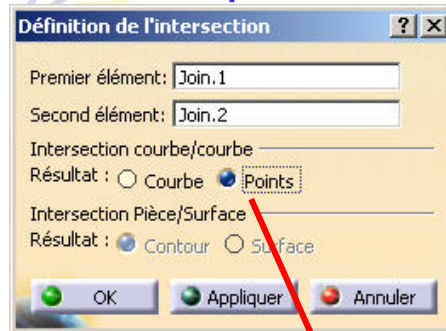 Définition de l'intersection
Premier élément: Join.1
Second élément: Join.2
Intersection courbe/courbe
Résultat : Courbe Points
Intersection Pièce/Surface
Résultat : Contour Surface
OK Appliquer Annuler